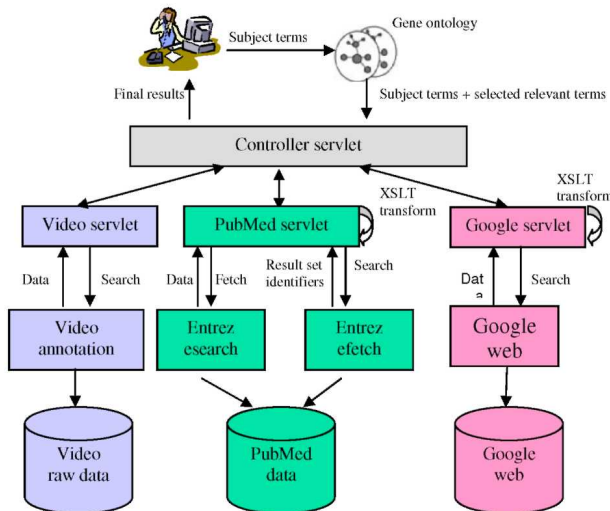 Subject terms
Gene ontology
Final results
Subject terms + selected relevant terms
Controller servlet
XSLT
transform
XSLT
transform
Video servlet
PubMed servlet
Google servlet
Data
Search
Data
Fetch
Result set
identifiers
Search
Dat
a
Search
Video
annotation
Entrez
esearch
Entrez
efetch
Google
web
Video
raw data
PubMed
data
Google
web